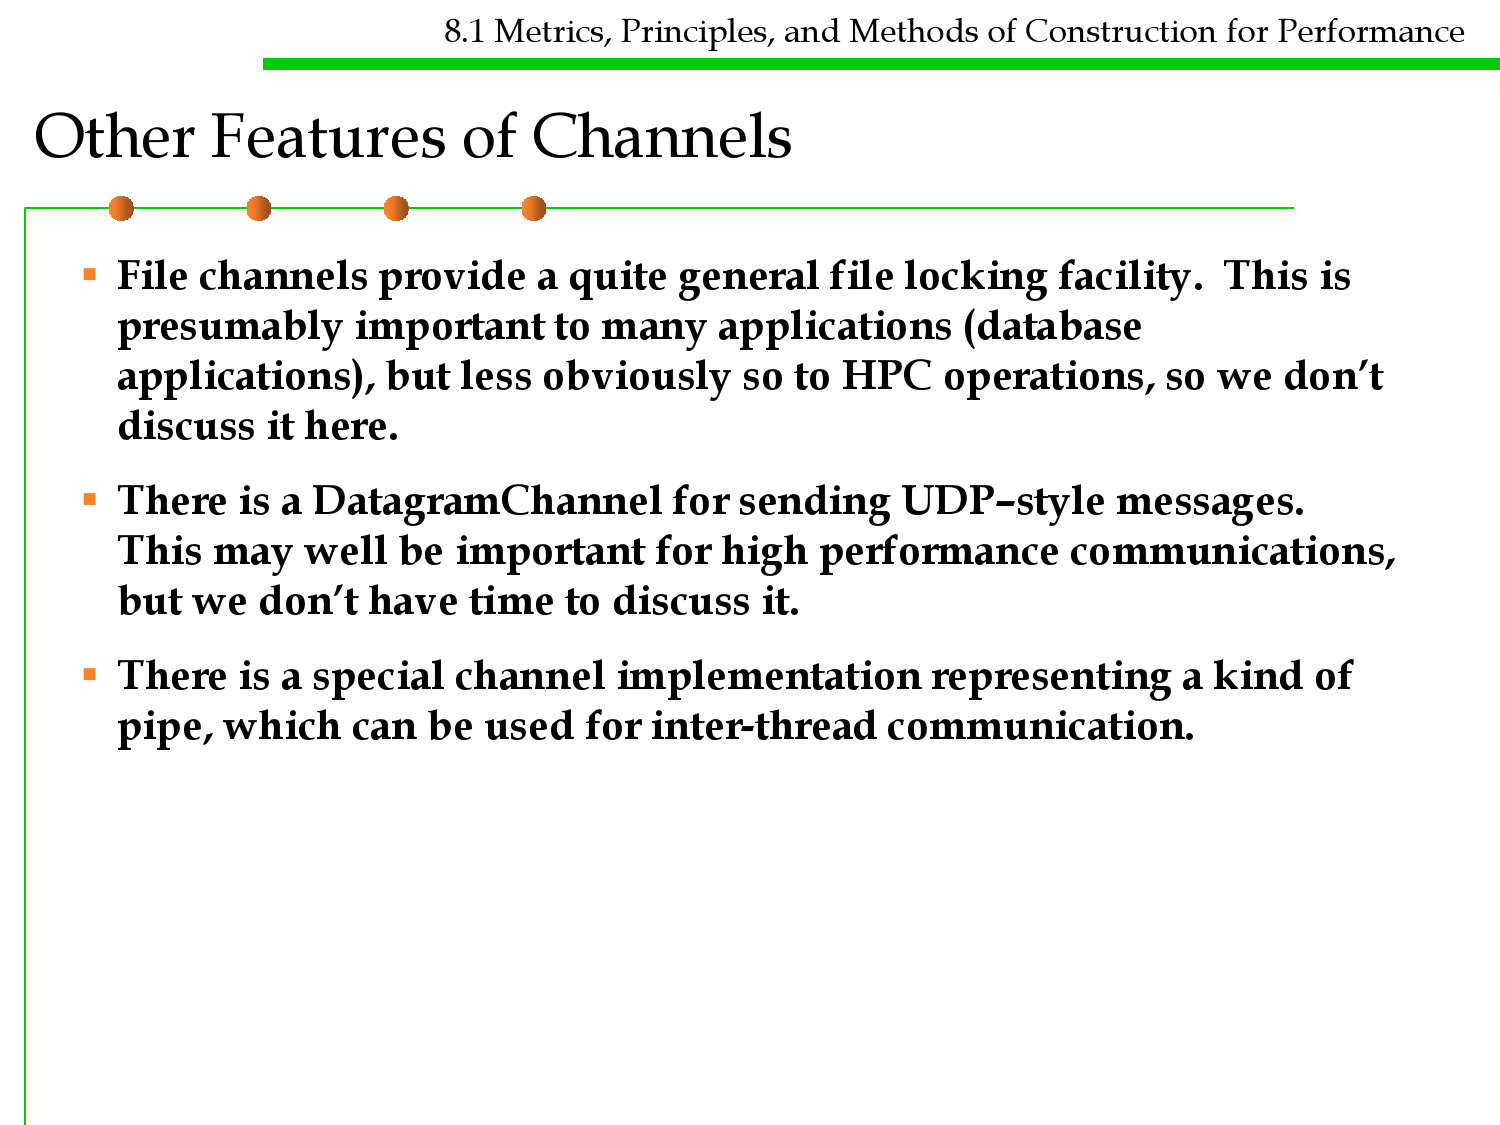 8.1 Metrics, Principles, and Methods of Construction for Performance
Other Features of Channels
▪ File channels provide a quite general file locking facility.  This is
presumably important to many applications (database
applications), but less obviously so to HPC operations, so we don’t
discuss it here.
▪ There is a DatagramChannel for sending UDP–style messages.
This may well be important for high performance communications,
but we don’t have time to discuss it.
▪ There is a special channel implementation representing a kind of
pipe, which can be used for inter-thread communication.